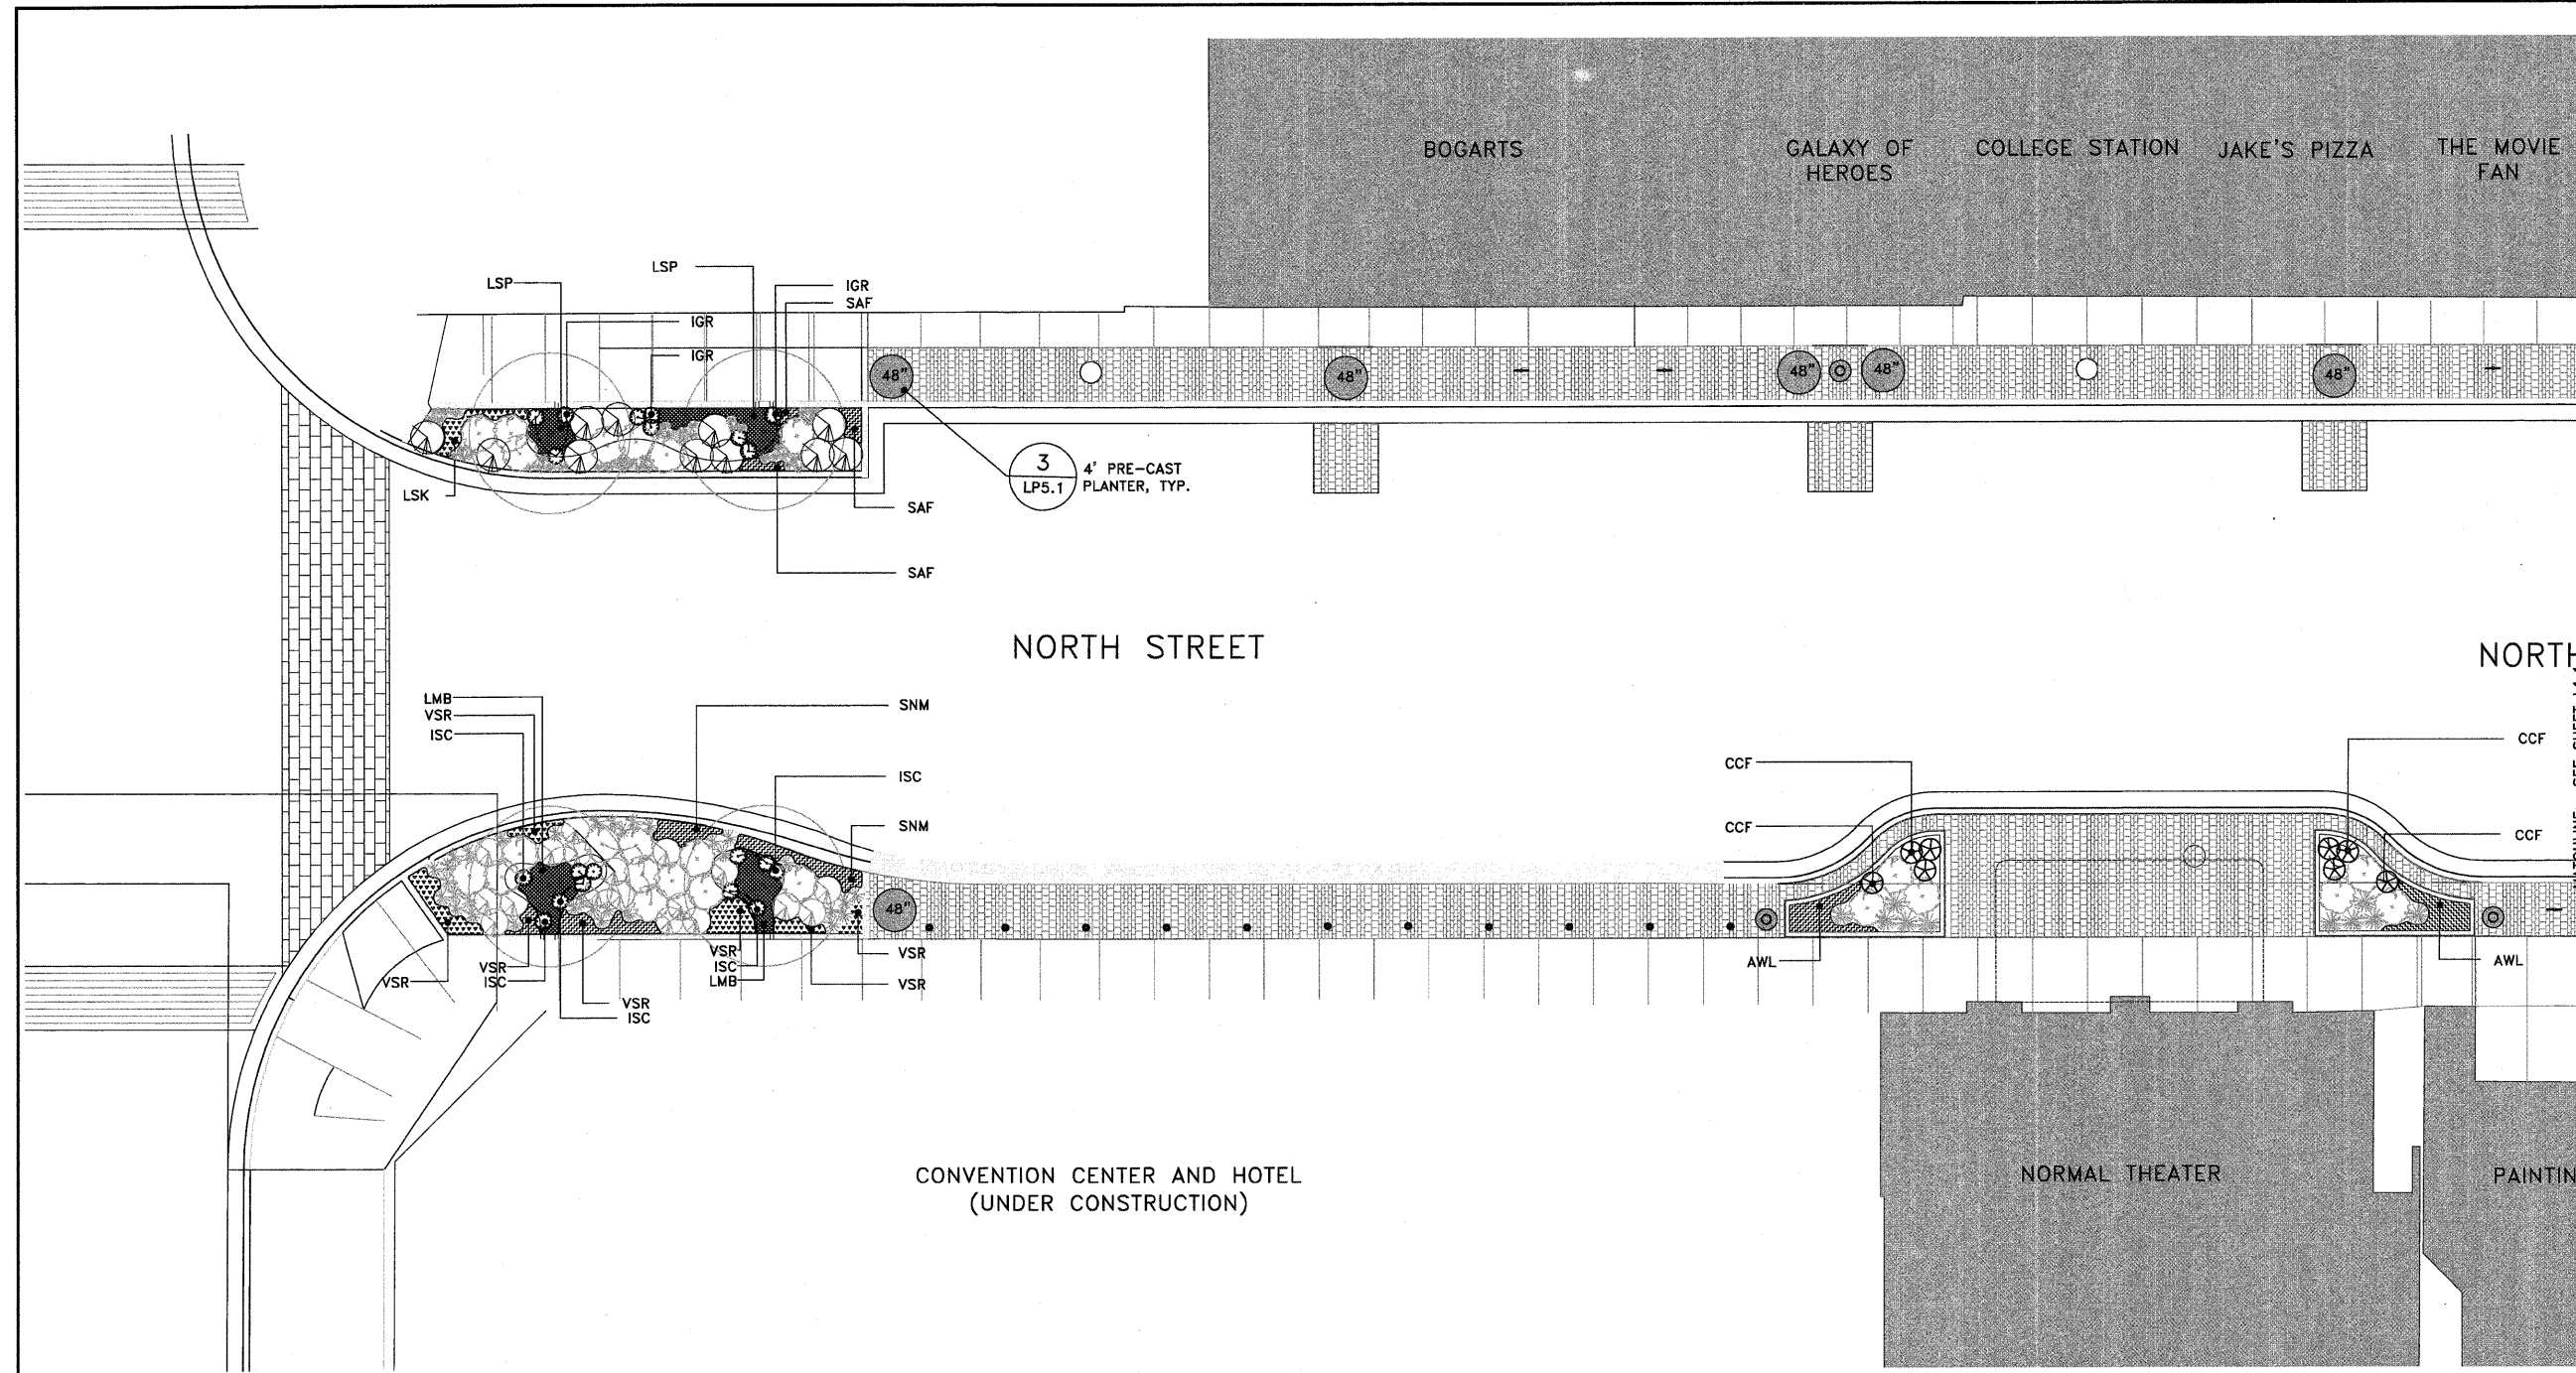 BOGARTS
GALAXY OF
HEROES
COLLEGE STATION
JAKE'S PIZZA
THE MOVIE
FAN
LSP
LSP
IGR
SAF
IGR
IGR
48"
48"
48"
48"
48"
3
LP5.1
4' PRE-CAST
PLANTER, TYP.
LSK
SAF
SAF
NORTH STREET
NORTH
LMB
VSR
ISC
SNM
ISC
SNM
CCF
CCF
CCF
CCF
48"
VSR
VSR
ISC
VSR
ISC
VSR
ISC
LMB
VSR
VSR
AWL
AWL
CONVENTION CENTER AND HOTEL
(UNDER CONSTRUCTION)
NORMAL THEATER
PAINTIN